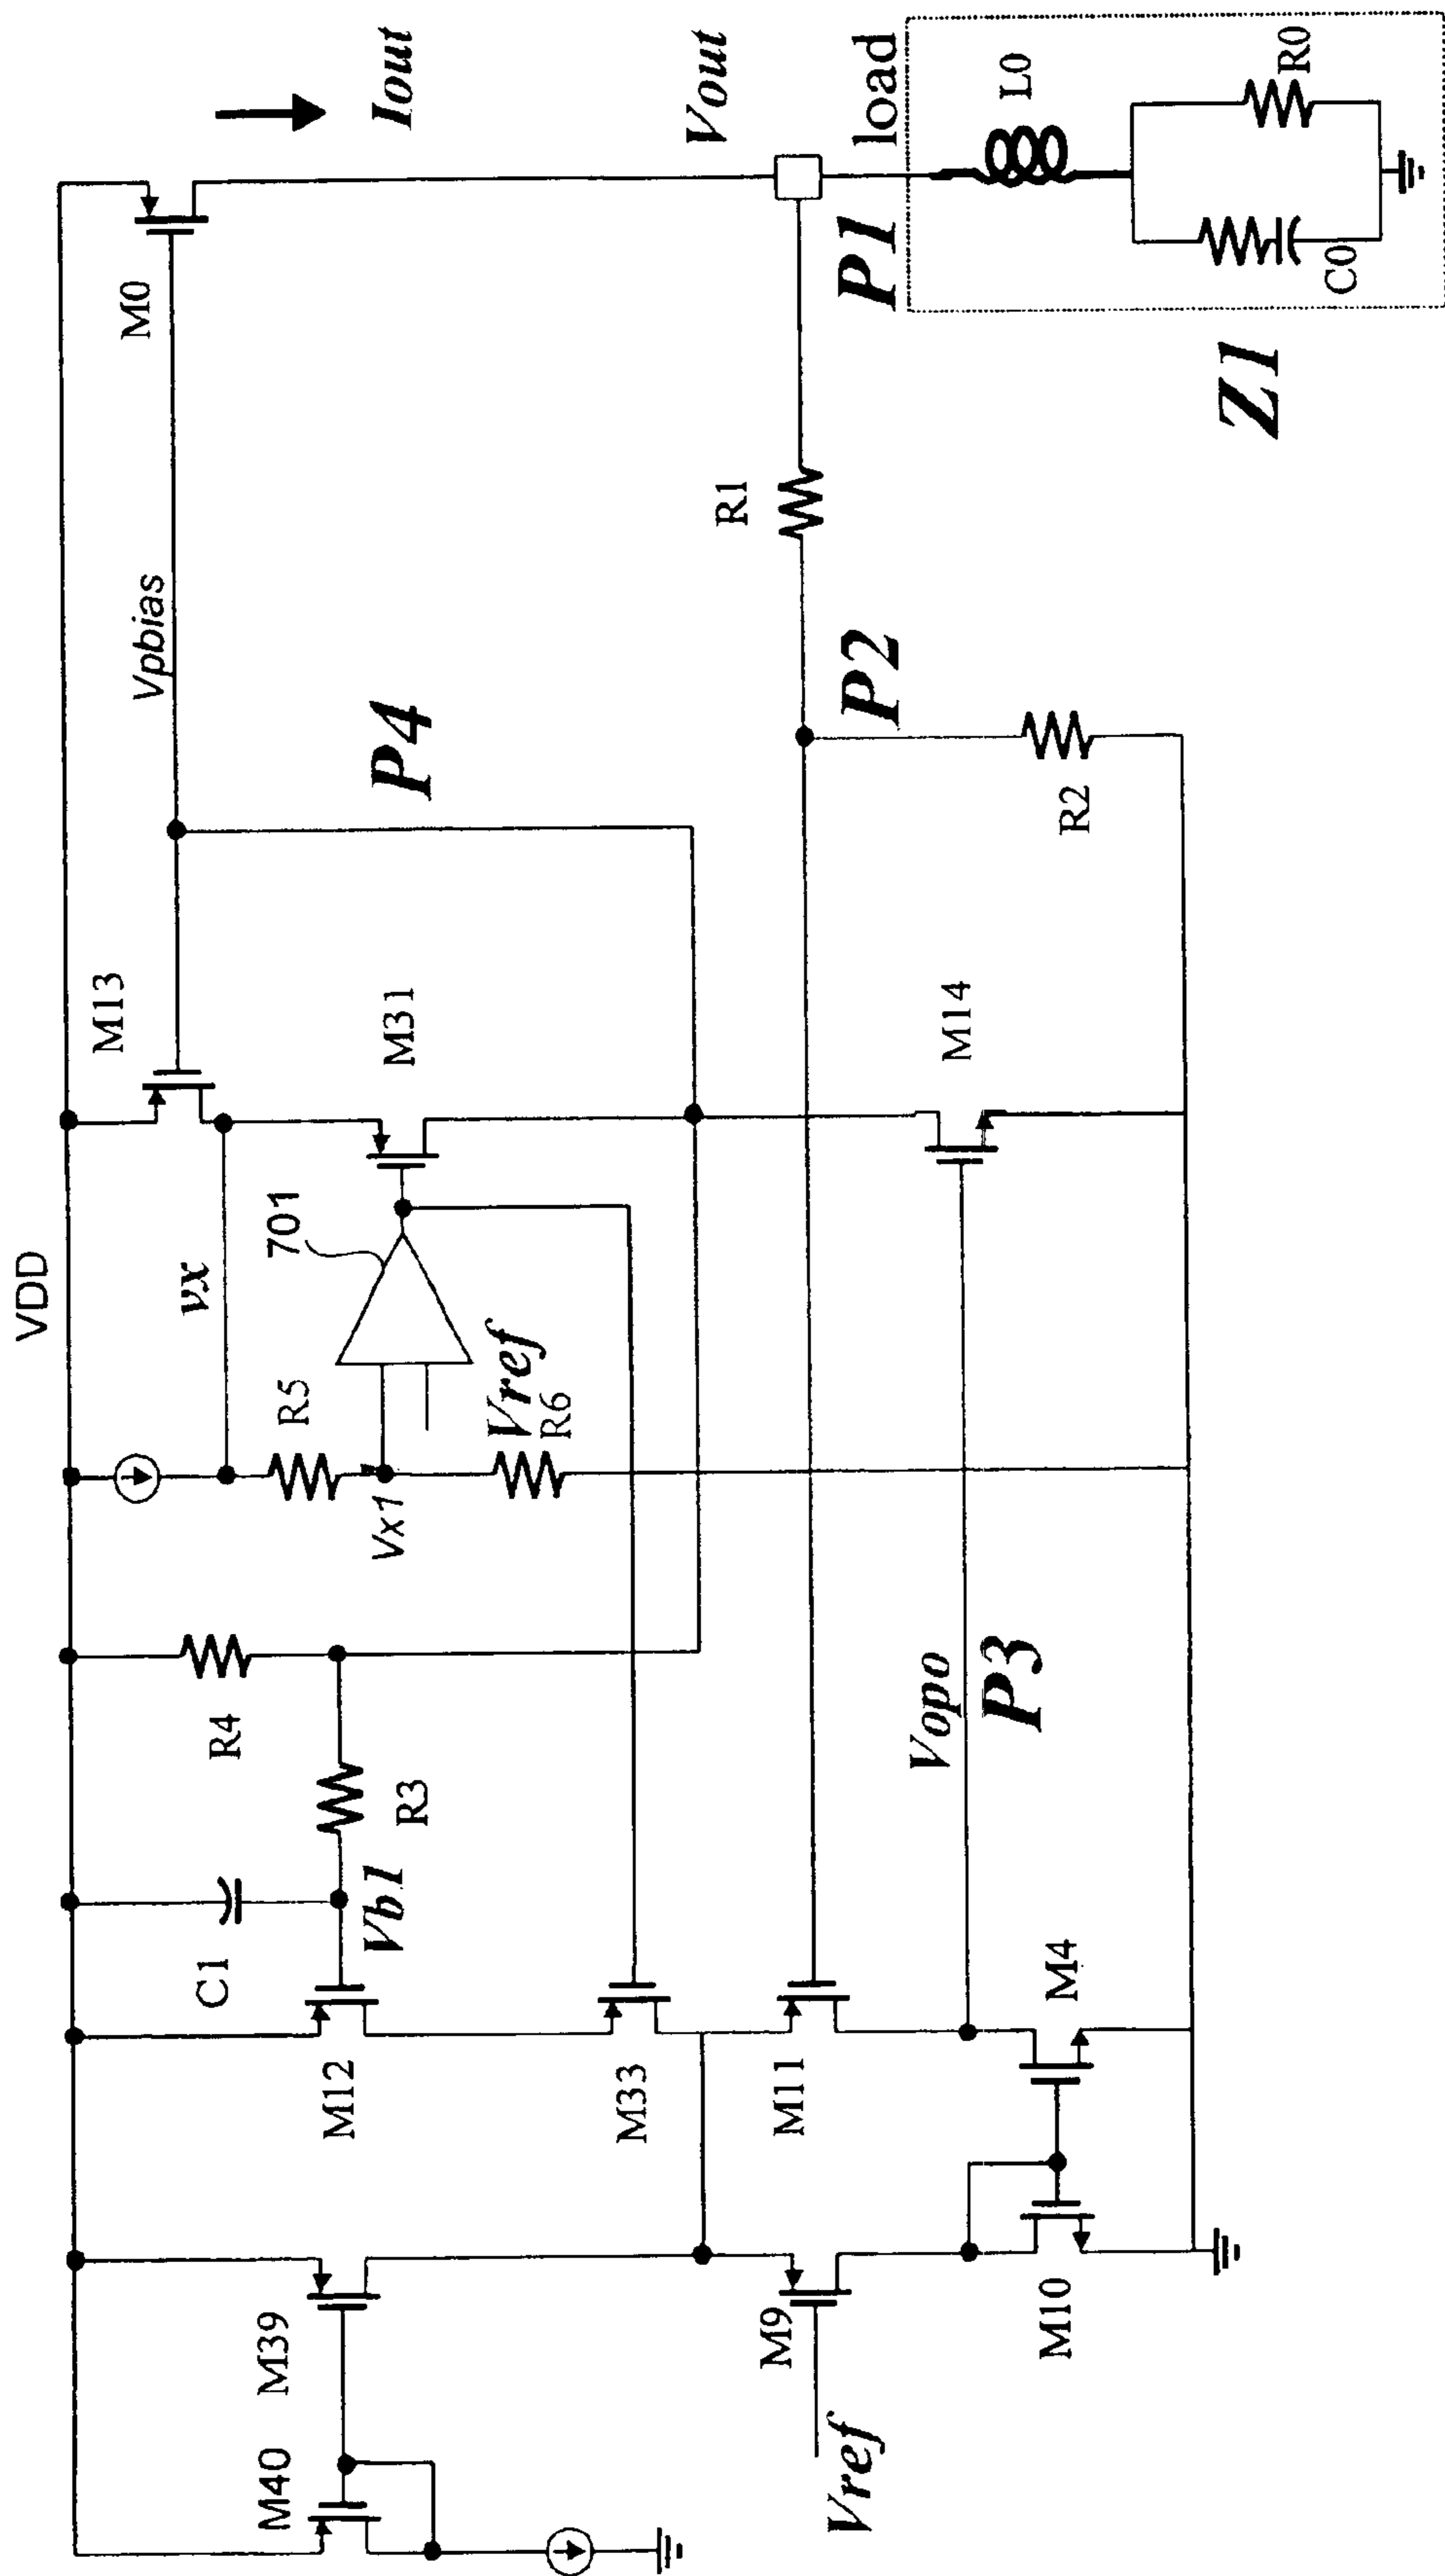 VDD
M40
M39
M12
C1
R4
R3
Vb1
M33
M9
Vref
M10
M11
M4
Vopo
P3
vx
R5
Vx1
R6
Vref
701
M13
M31
M14
Vpbias
P4
M0
Iout
R1
P2
R2
Vout
P1
load
L0
R0
C0
Z1